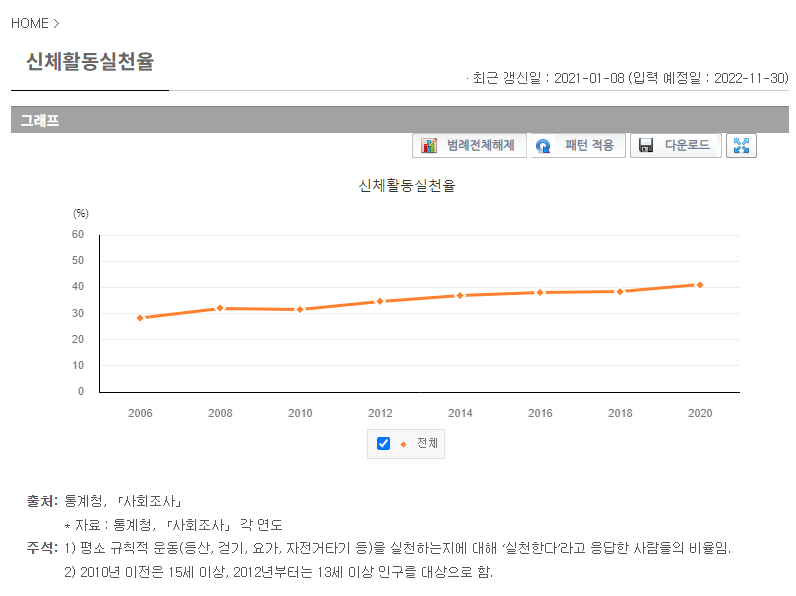 HOME >
신체활동실천율
· 최근 갱신일 : 2021-01-08 (입력 예정일 : 2022-11-30)
그래프
범례전체해제 패턴 적용 다운로드
신체활동실천율
(%)
60
50
40
30
20
10
0
2006 2008 2010 2012 2014 2016 2018 2020
전체
출처: 통계청, 「사회조사」
* 자료 : 통계청, 「사회조사」 각 연도
주석: 1) 평소 규칙적 운동(등산, 걷기, 요가, 자전거타기 등)을 실천하는지에 대해 '실천한다'라고 응답한 사람들의 비율임.
2) 2010년 이전은 15세 이상, 2012년부터는 13세 이상 인구를 대상으로 함.